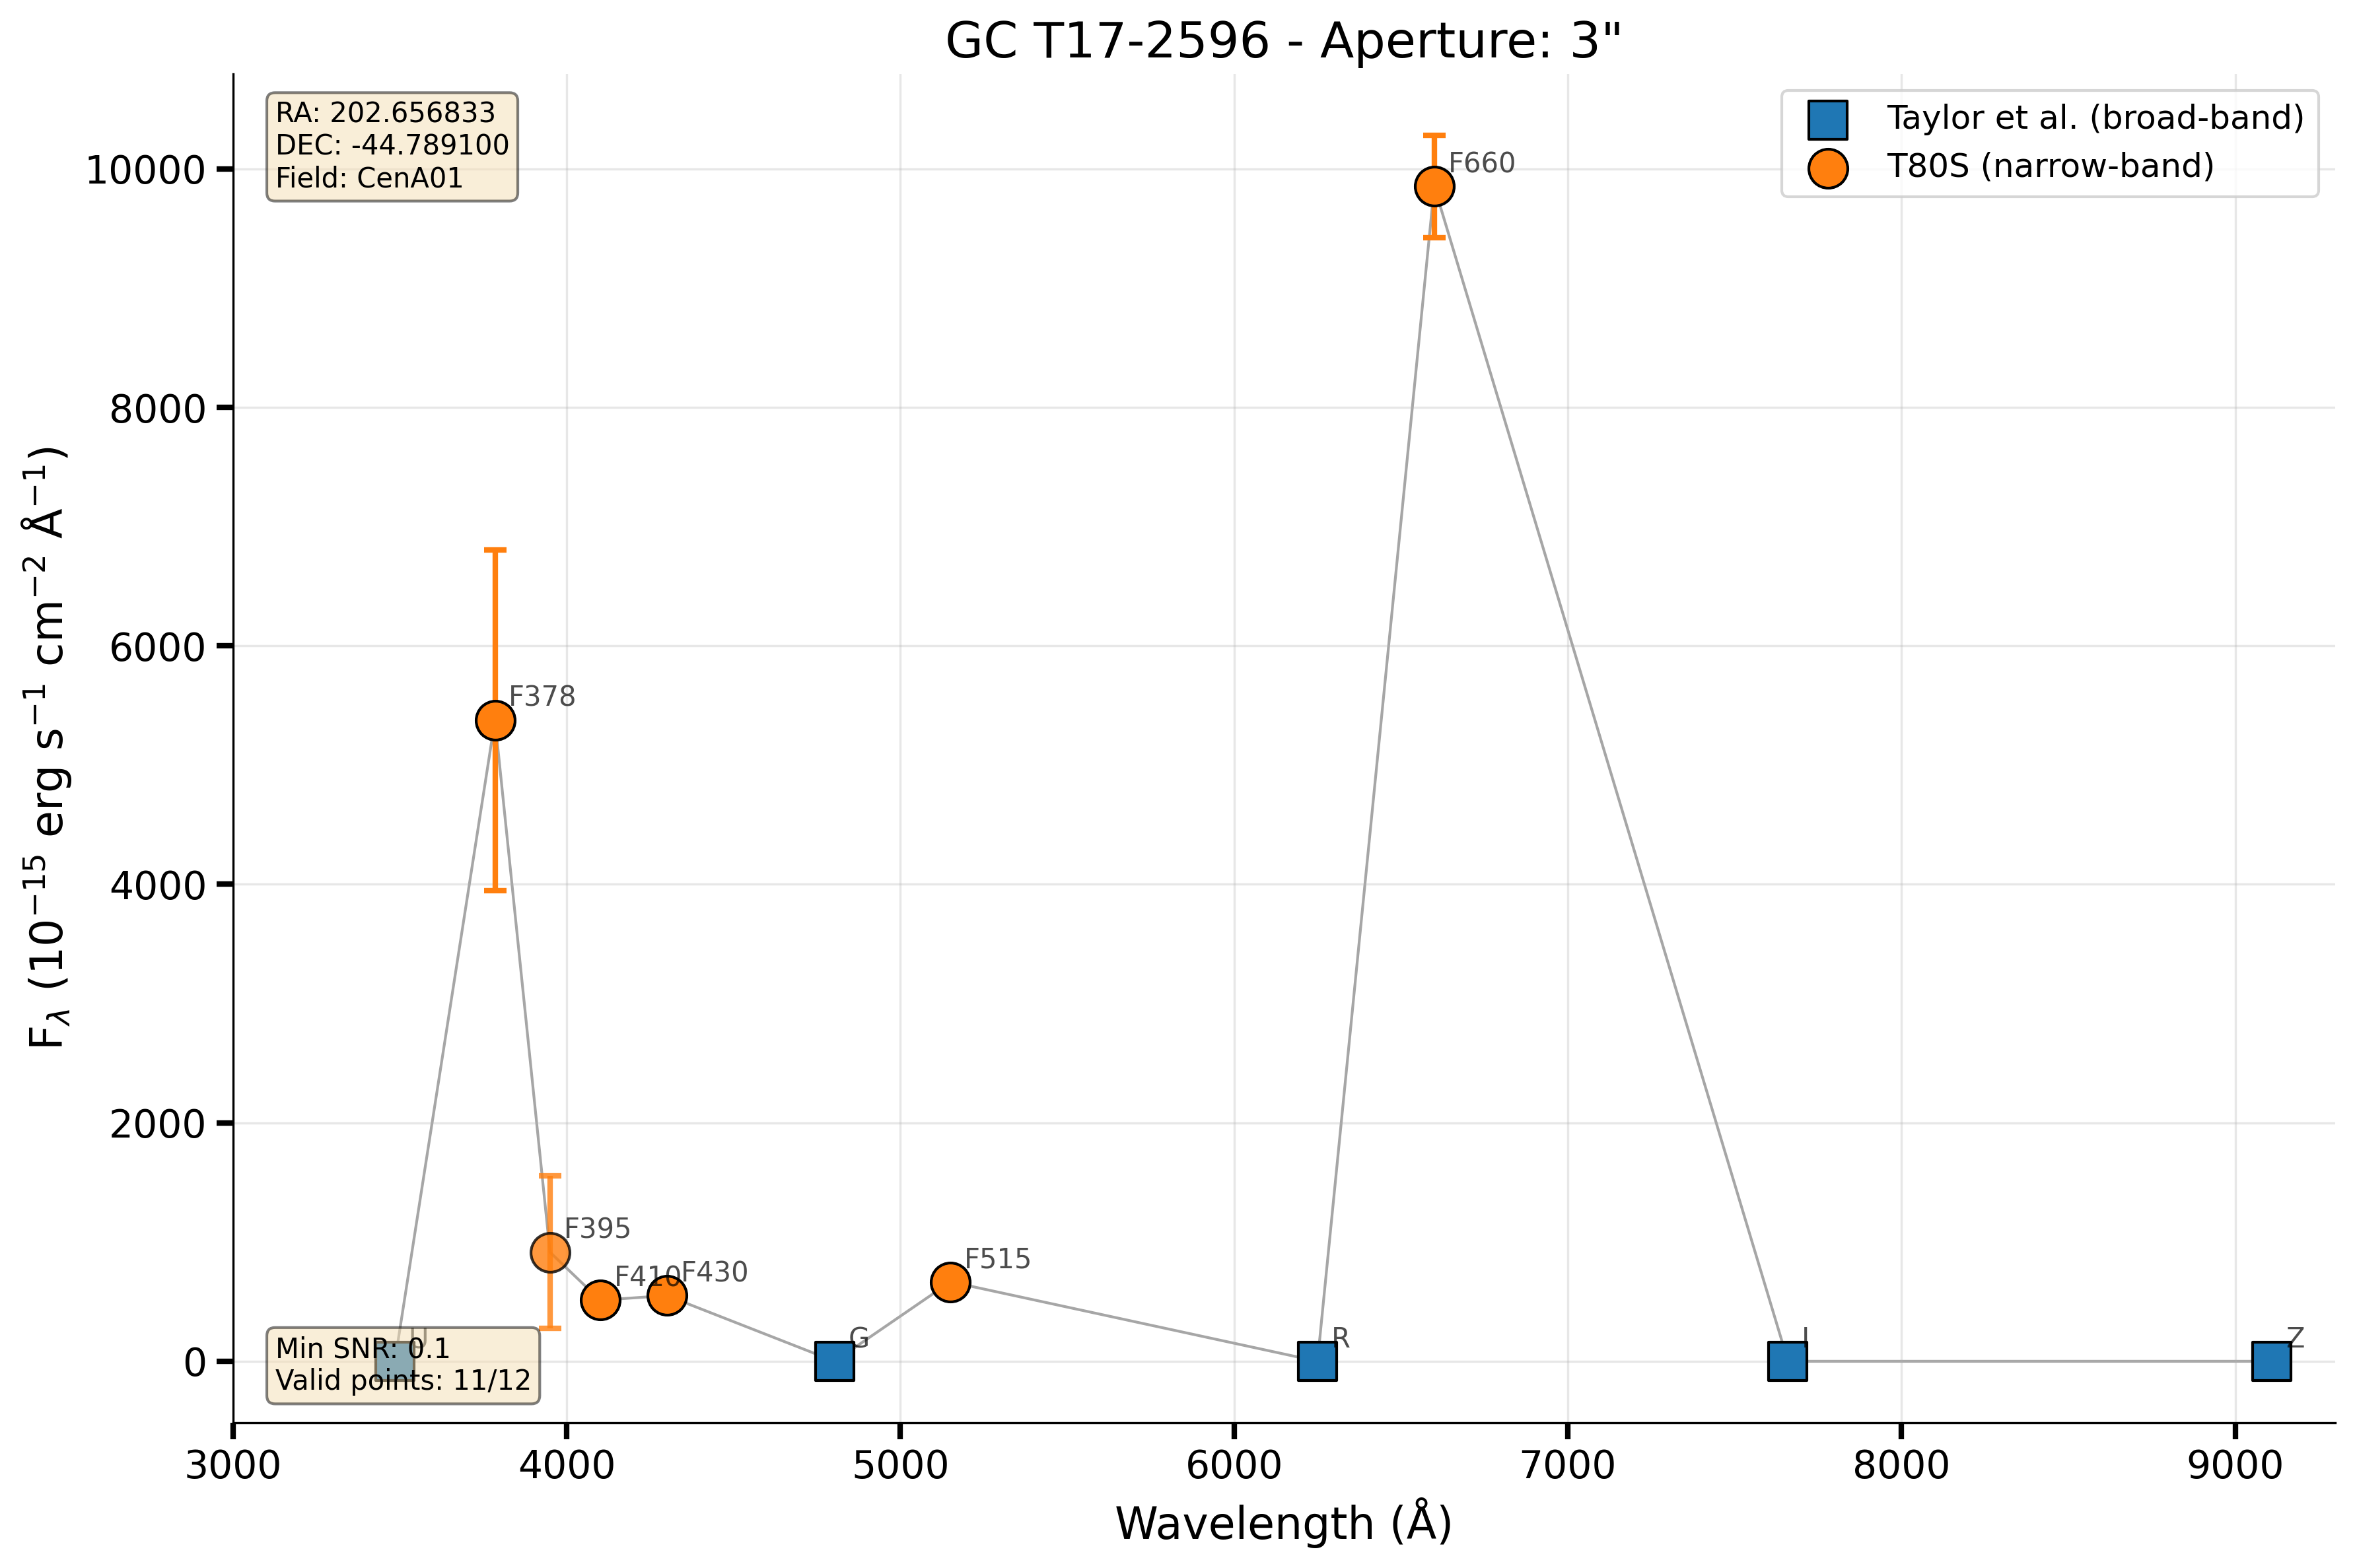 GC T17-2596 - Aperture: 3"
RA: 202.656833
DEC: -44.789100
Field: CenA01
Taylor et al. (broad-band)
T80S (narrow-band)
F660
F378
F395
F410
F430
F515
U
G
R
I
Z
Min SNR: 0.1
Valid points: 11/12
10000
8000
6000
4000
2000
0
F_λ (10⁻¹⁵ erg s⁻¹ cm⁻² Å⁻¹)
3000 4000 5000 6000 7000 8000 9000
Wavelength (Å)